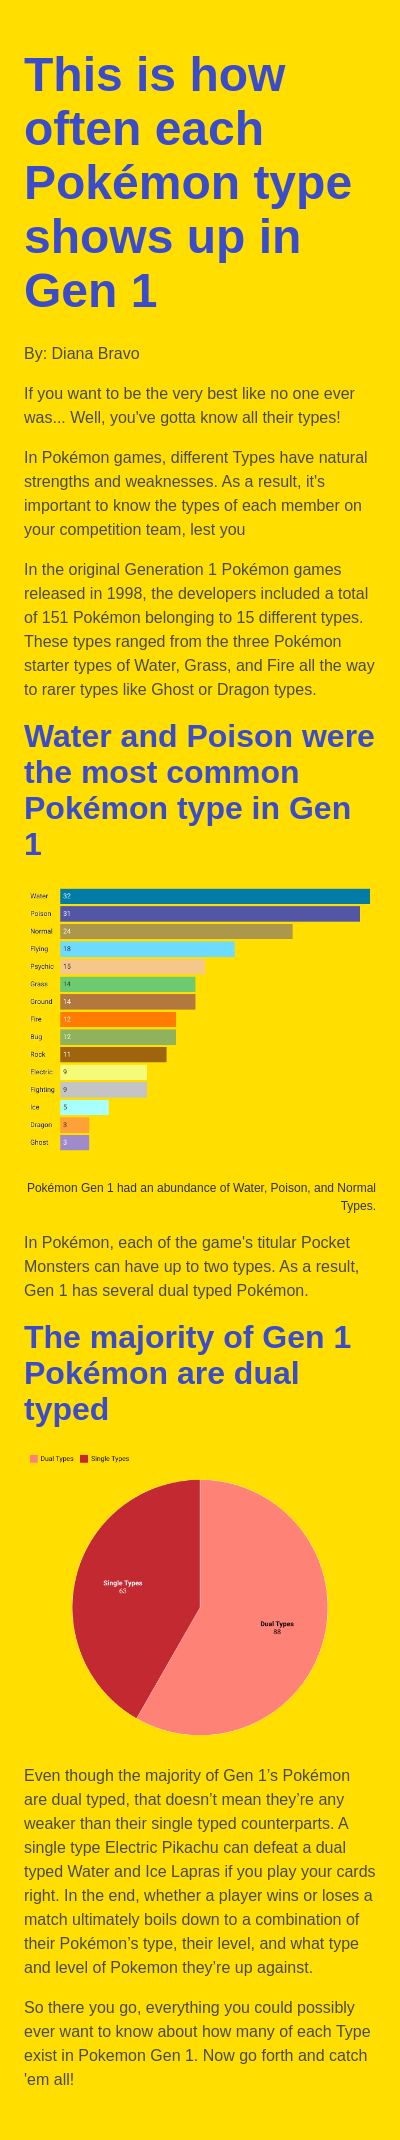 This is how
often each
Pokémon type
shows up in
Gen 1
By: Diana Bravo
If you want to be the very best like no one ever
was... Well, you've gotta know all their types!
In Pokémon games, different Types have natural
strengths and weaknesses. As a result, it's
important to know the types of each member on
your competition team, lest you
In the original Generation 1 Pokémon games
released in 1998, the developers included a total
of 151 Pokémon belonging to 15 different types.
These types ranged from the three Pokémon
starter types of Water, Grass, and Fire all the way
to rarer types like Ghost or Dragon types.
Water and Poison were
the most common
Pokémon type in Gen
1
Water 32
Poison 31
Normal 24
Flying 18
Psychic 15
Grass 14
Ground 14
Fire 12
Bug 12
Rock 11
Electric 9
Fighting 9
Ice 5
Dragon 3
Ghost 3
Pokémon Gen 1 had an abundance of Water, Poison, and Normal
Types.
In Pokémon, each of the game's titular Pocket
Monsters can have up to two types. As a result,
Gen 1 has several dual typed Pokémon.
The majority of Gen 1
Pokémon are dual
typed
Dual Types Single Types
Single Types
63
Dual Types
88
Even though the majority of Gen 1’s Pokémon
are dual typed, that doesn’t mean they’re any
weaker than their single typed counterparts. A
single type Electric Pikachu can defeat a dual
typed Water and Ice Lapras if you play your cards
right. In the end, whether a player wins or loses a
match ultimately boils down to a combination of
their Pokémon’s type, their level, and what type
and level of Pokemon they’re up against.
So there you go, everything you could possibly
ever want to know about how many of each Type
exist in Pokemon Gen 1. Now go forth and catch
'em all!